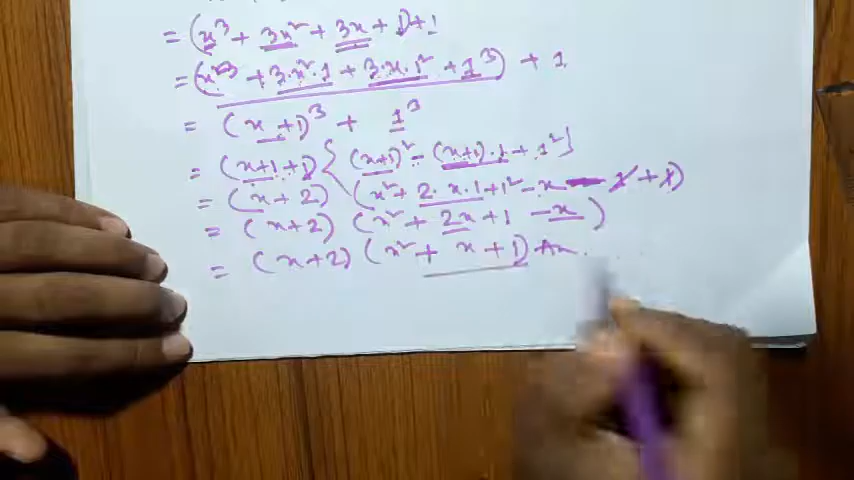 = (x³ + 3x² + 3x + 1) + 1
= (x³ + 3·x²·1 + 3·x·1² + 1³) + 1
= (x+1)³ + 1³
= (x+1+1) { (x+1)² - (x+1)·1 + 1² }
= (x+2) (x² + 2·x·1 + 1² - x - 1 + 1)
= (x+2) (x² + 2x + 1 - x)
= (x+2) (x² + x + 1) An.